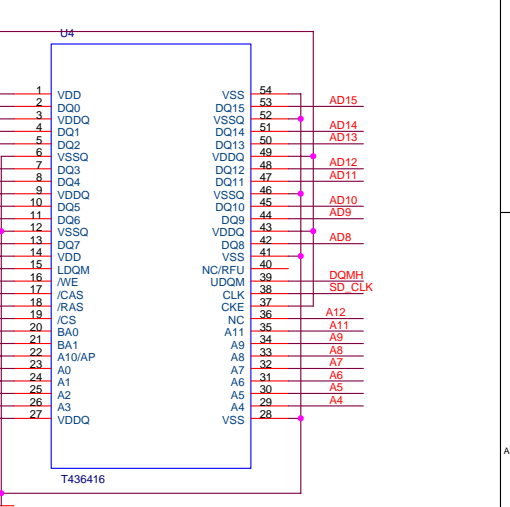 U4
1 VDD VSS 54
2 DQ0 DQ15 53 AD15
3 VDDQ VSSQ 52
4 DQ1 DQ14 51 AD14
5 DQ2 DQ13 50 AD13
6 VSSQ VDDQ 49
7 DQ3 DQ12 48 AD12
8 DQ4 DQ11 47 AD11
9 VDDQ VSSQ 46
10 DQ5 DQ10 45 AD10
11 DQ6 DQ9 44 AD9
12 VSSQ VDDQ 43
13 DQ7 DQ8 42 AD8
14 VDD VSS 41
15 LDQM NC/RFU 40
16 /WE UDQM 39 DQMH
17 /CAS CLK 38 SD_CLK
18 /RAS CKE 37
19 /CS NC 36 A12
20 BA0 A11 35 A11
21 BA1 A9 34 A9
22 A10/AP A8 33 A8
23 A0 A7 32 A7
24 A1 A6 31 A6
25 A2 A5 30 A5
26 A3 A4 29 A4
27 VDDQ VSS 28
A
T436416